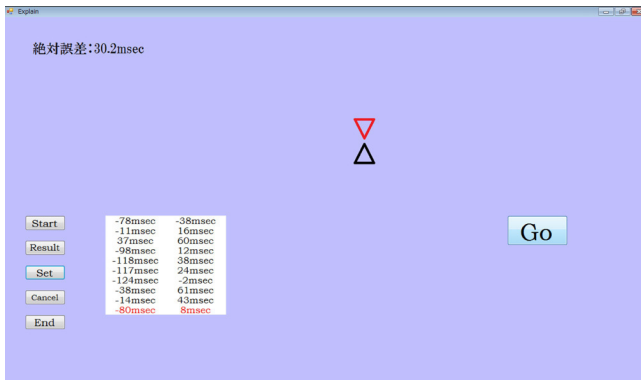 Explain
絶対誤差:30.2msec
Start
Result
Set
Cancel
End
-78msec -38msec
-11msec 16msec
37msec 60msec
-98msec 12msec
-118msec 38msec
-117msec 24msec
-124msec -2msec
-38msec 61msec
-14msec 43msec
-80msec 8msec
Go